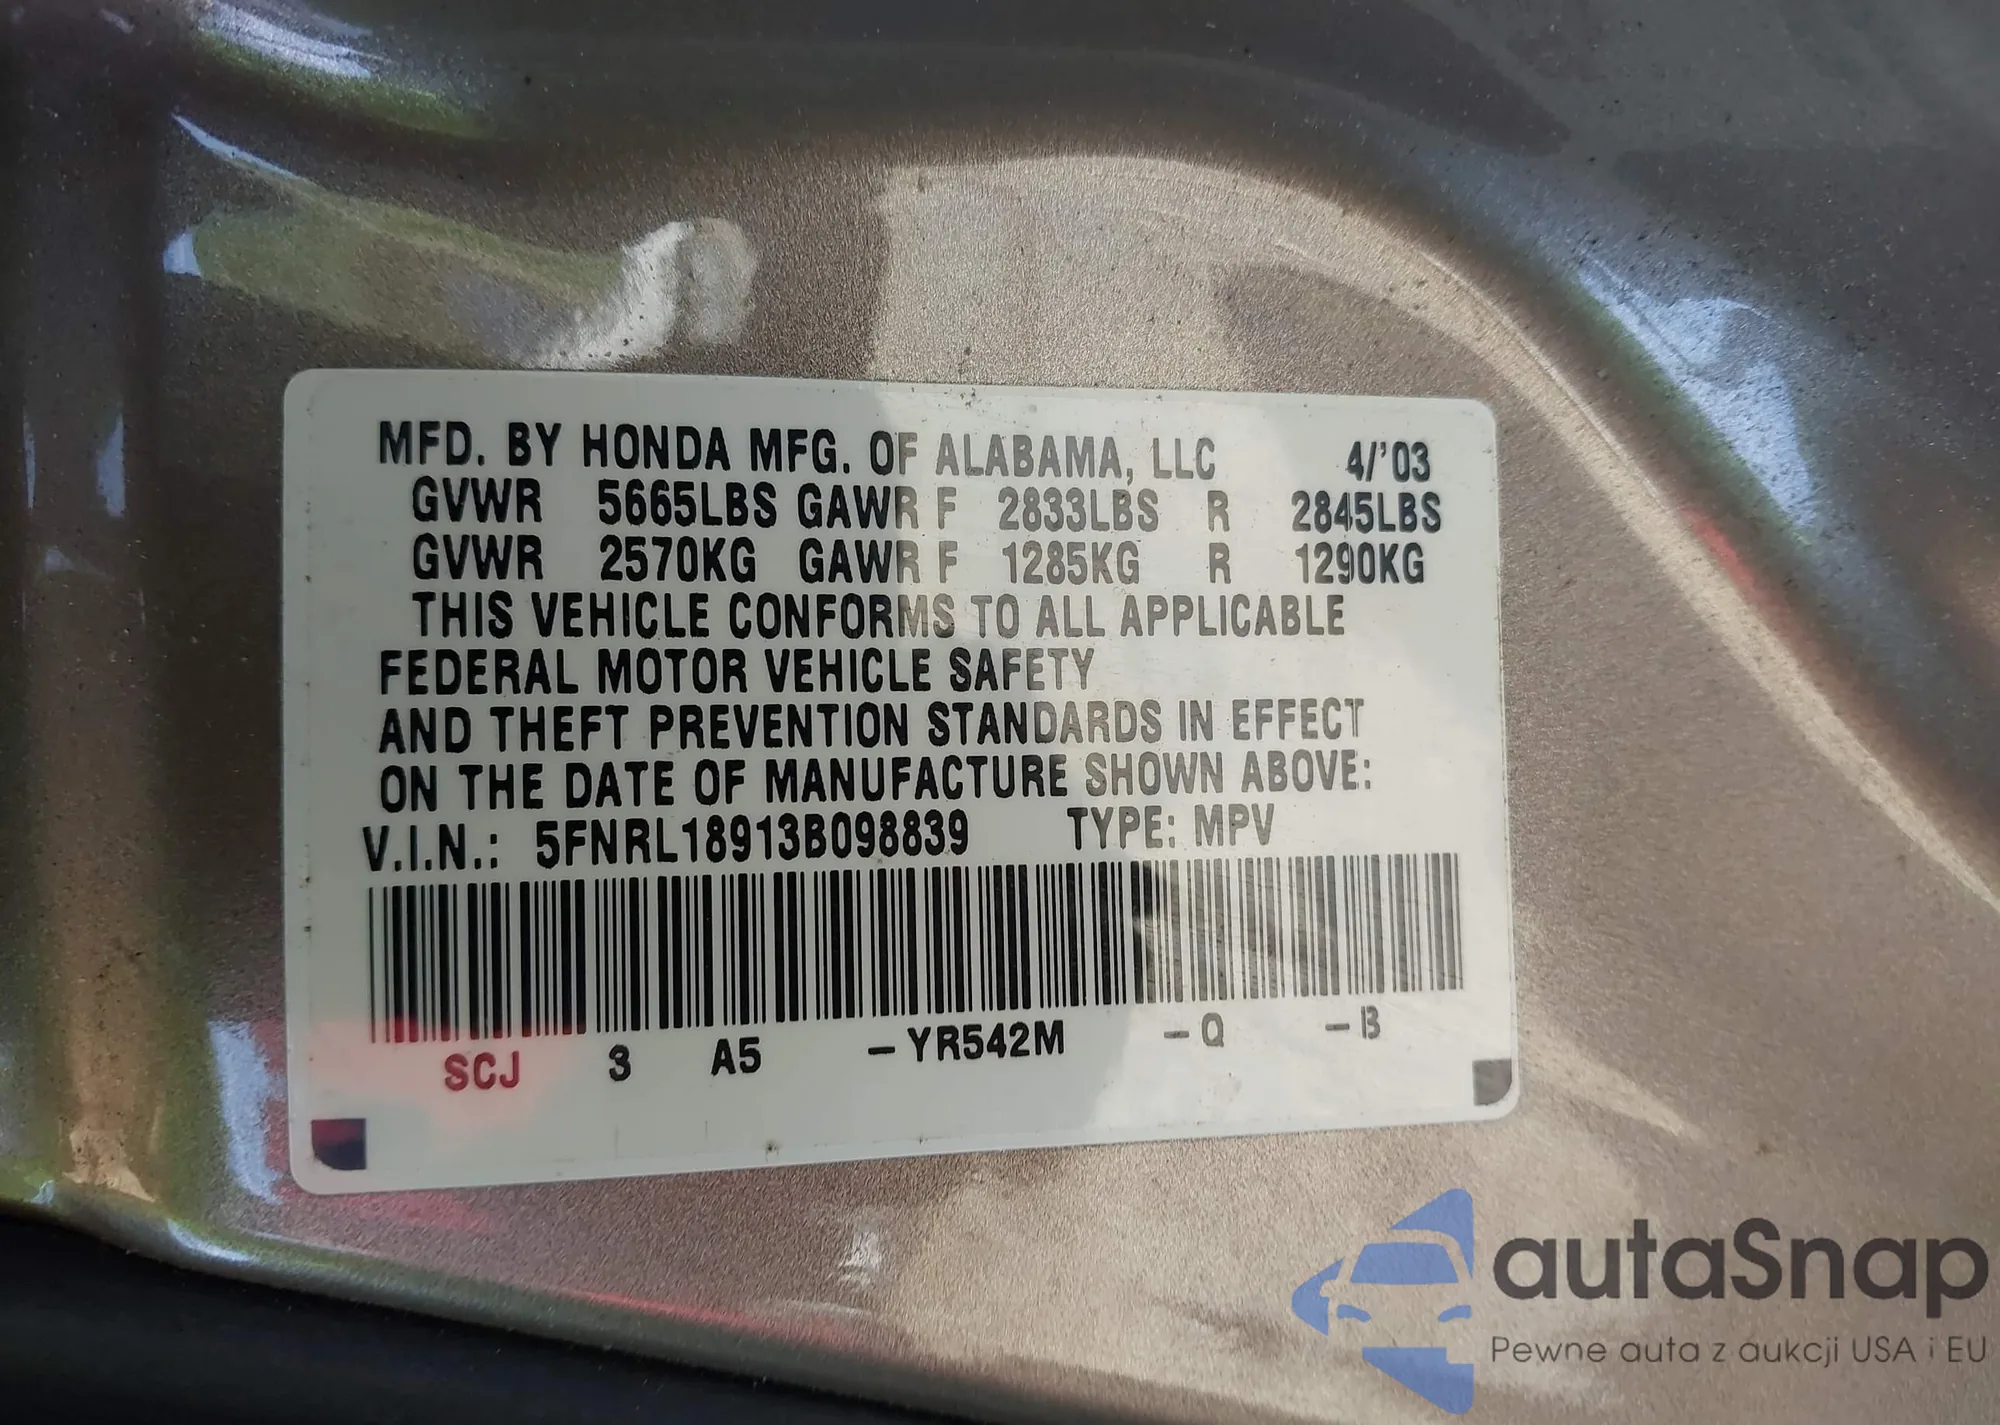 MFD. BY HONDA MFG. OF ALABAMA, LLC 4/'03
GVWR 5665LBS GAWR F 2833LBS R 2845LBS
GVWR 2570KG GAWR F 1285KG R 1290KG
THIS VEHICLE CONFORMS TO ALL APPLICABLE
FEDERAL MOTOR VEHICLE SAFETY
AND THEFT PREVENTION STANDARDS IN EFFECT
ON THE DATE OF MANUFACTURE SHOWN ABOVE:
V.I.N.: 5FNRL18913B098839 TYPE: MPV
SCJ 3 A5 –YR542M –Q –B
autaSnap
Pewne auta z aukcji USA i EU